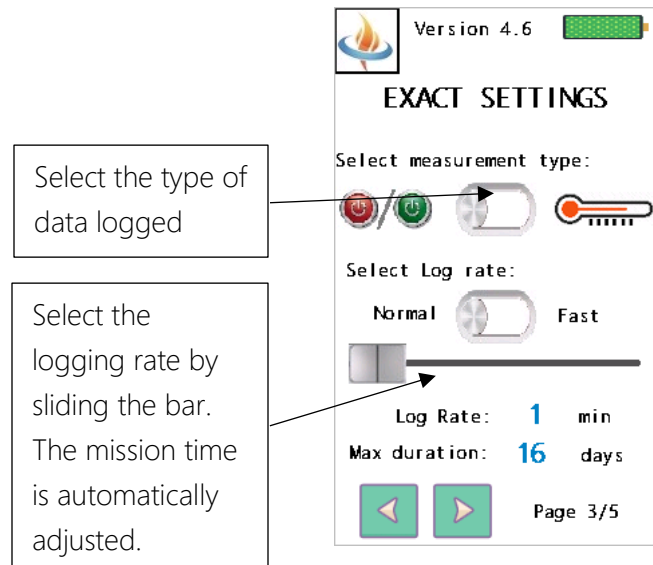 Version 4.6
EXACT SETTINGS
Select measurement type:
Select the type of
data logged
/
Select Log rate:
Normal
Fast
Select the
logging rate by
sliding the bar.
The mission time
is automatically
adjusted.
Log Rate: 1 min
Max duration: 16 days
Page 3/5